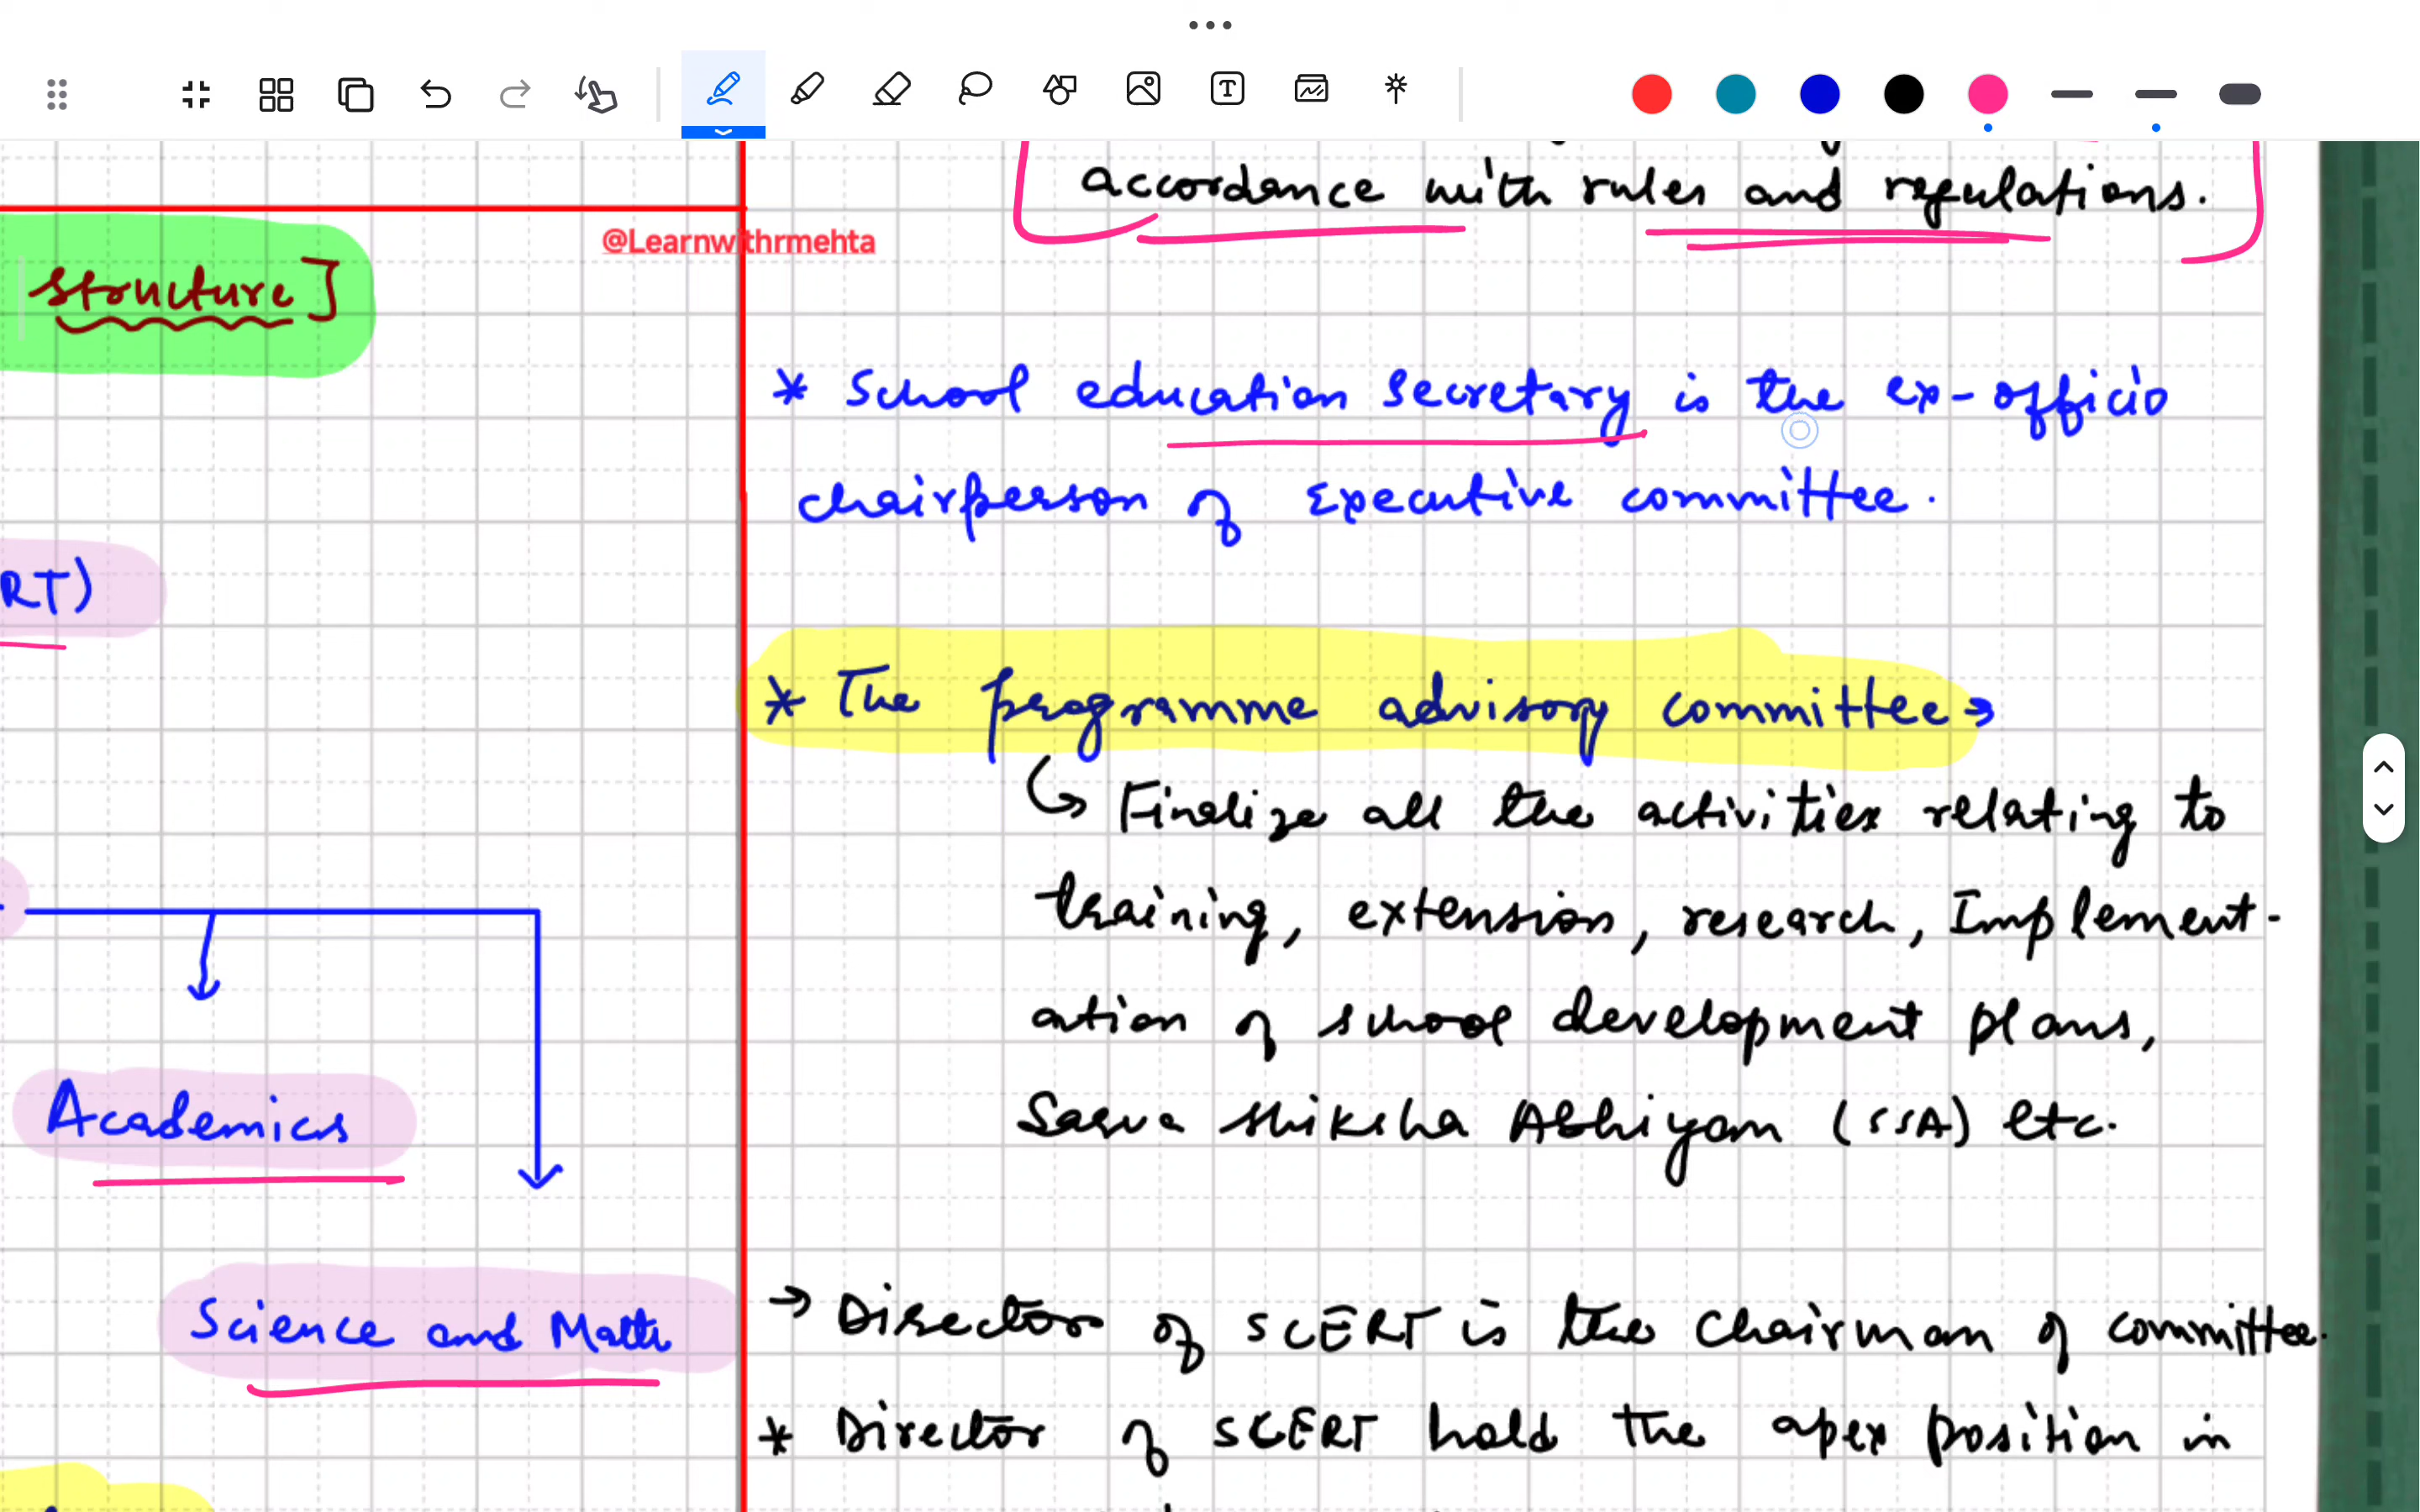 accordance with rules and regulations.
@Learnwithrmehta
structure]
RT)
Academics
Science and Math
* School education secretary is the ex-officio
chairperson of Executive committee.
* The programme advisory committee →
↳ Finalize all the activities relating to
training, extension, research, Implement-
ation of school development plans,
Sarva Shiksha Abhiyan (SSA) etc.
→ Director of SCERT is the Chairman of committee.
* Director of SCERT hold the apex position in